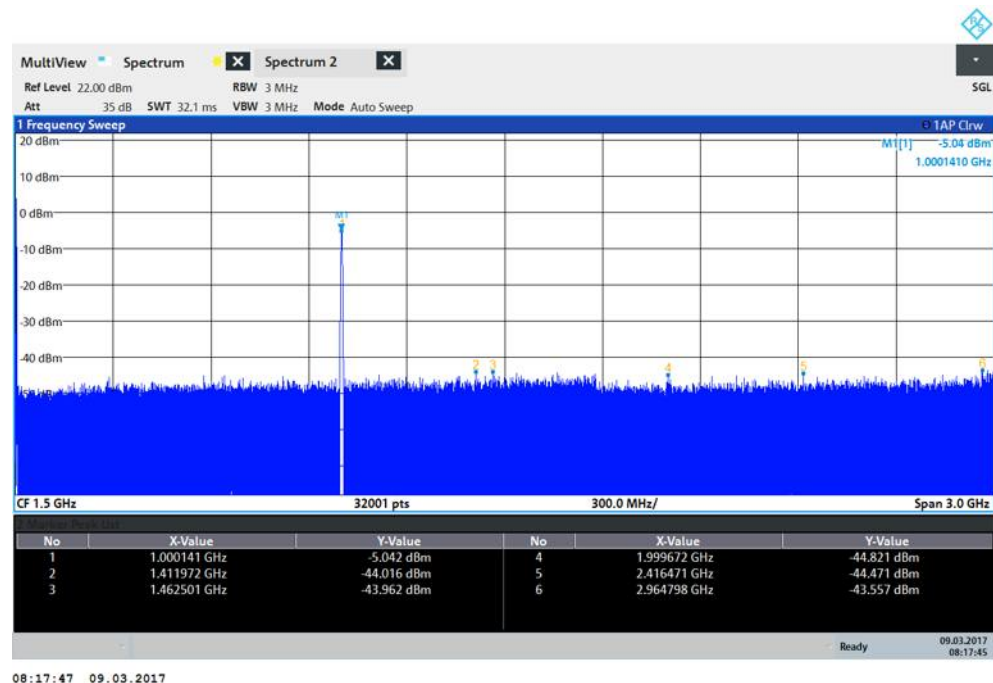 R S
MultiView Spectrum X Spectrum 2 X
Ref Level 22.00 dBm RBW 3 MHz SGL
Att 35 dB SWT 32.1 ms VBW 3 MHz Mode Auto Sweep
1 Frequency Sweep 1AP Clrw
20 dBm M1[1] -5.04 dBm
1.0001410 GHz
10 dBm
0 dBm M1
1
-10 dBm
-20 dBm
-30 dBm
-40 dBm 2 3 4 5 6
CF 1.5 GHz 32001 pts 300.0 MHz/ Span 3.0 GHz
2 Marker Peak List
No X-Value Y-Value No X-Value Y-Value
1 1.000141 GHz -5.042 dBm 4 1.999672 GHz -44.821 dBm
2 1.411972 GHz -44.016 dBm 5 2.416471 GHz -44.471 dBm
3 1.462501 GHz -43.962 dBm 6 2.964798 GHz -43.557 dBm
Ready 09.03.2017
08:17:45
08:17:47 09.03.2017